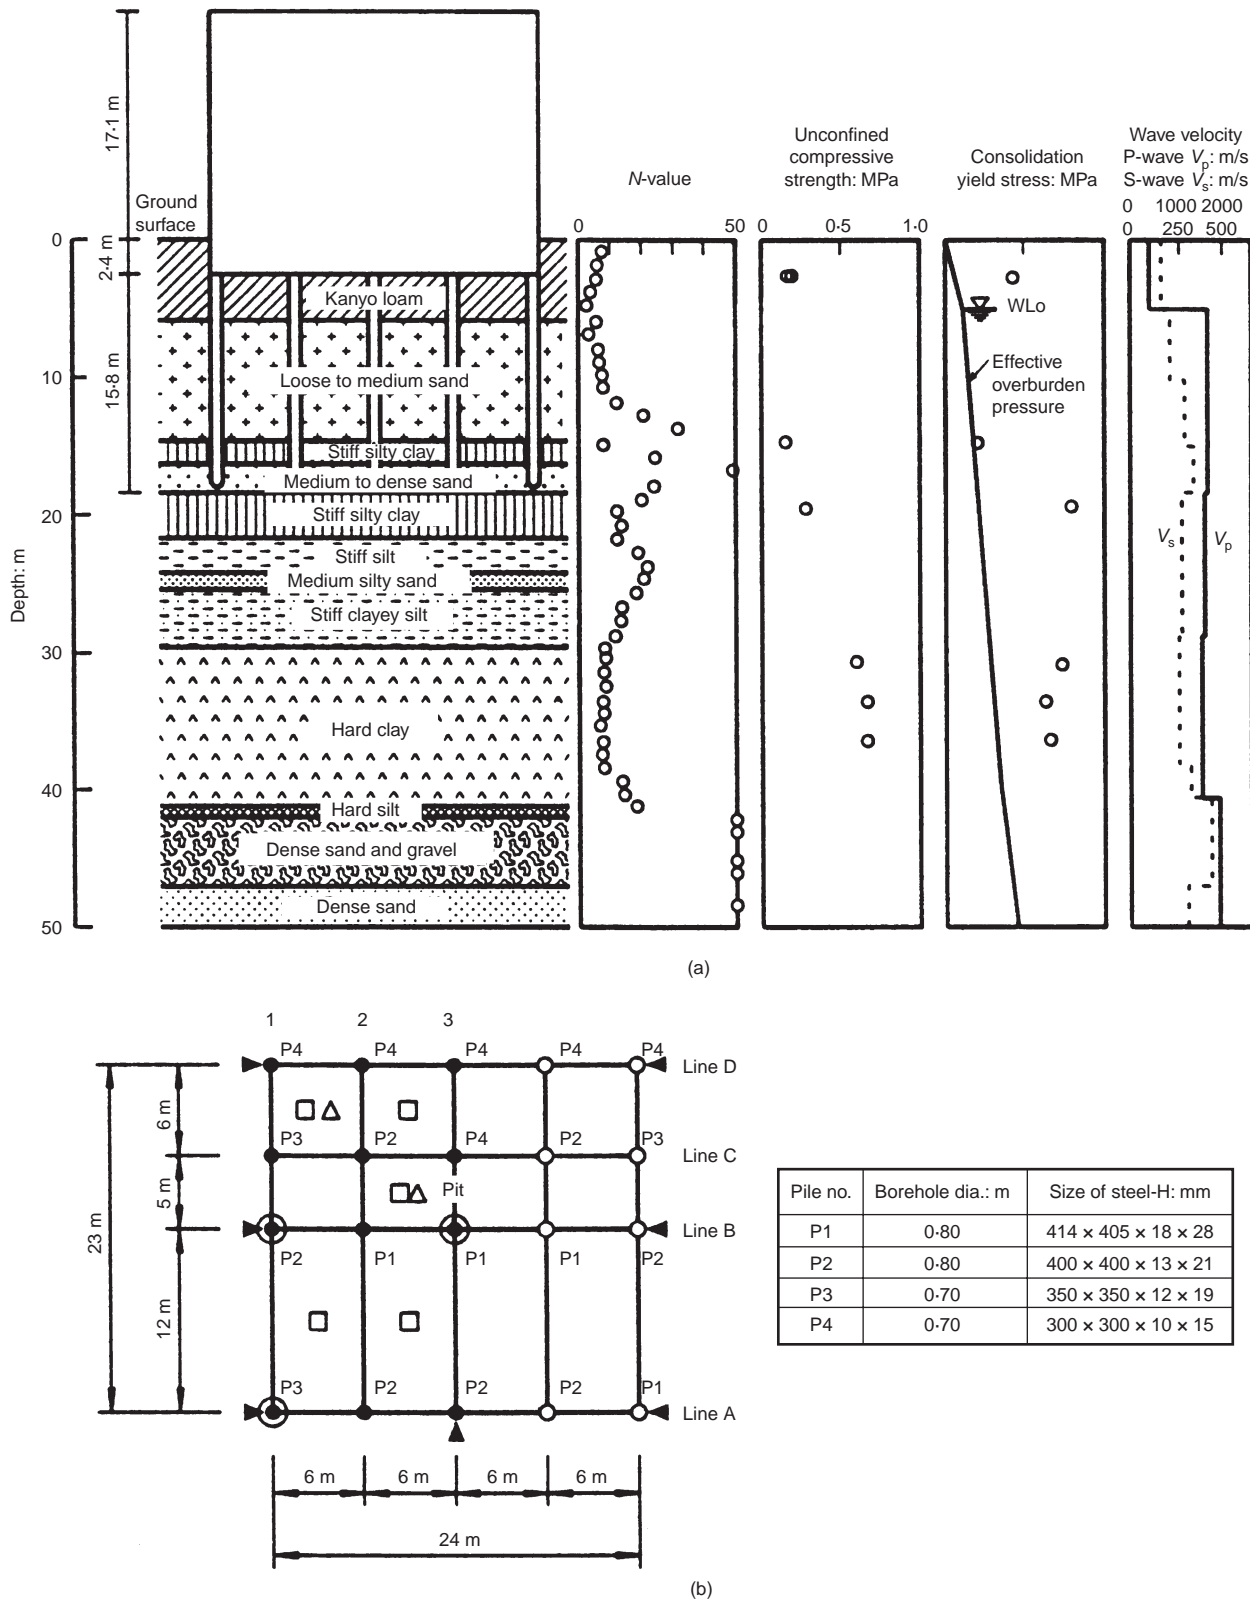 17·1 m
Ground
surface
2·4 m
15·8 m
Depth: m
0
10
20
30
40
50
Kanyo loam
Loose to medium sand
Stiff silty clay
Medium to dense sand
Stiff silty clay
Stiff silt
Medium silty sand
Stiff clayey silt
Hard clay
Hard silt
Dense sand and gravel
Dense sand
N-value
0 50
Unconfined
compressive
strength: MPa
0 0·5 1·0
Consolidation
yield stress: MPa
WLo
Effective
overburden
pressure
Wave velocity
P-wave Vp: m/s
S-wave Vs: m/s
0 1000 2000
0 250 500
Vs
Vp
(a)
1 2 3
P4 P4 P4 P4 P4
Line D
P3 P2 P4 P2 P3
Line C
Pit
Line B
P2 P1 P1 P1 P2
P3 P2 P2 P2 P1
Line A
23 m
6 m
5 m
12 m
6 m 6 m 6 m 6 m
24 m
Pile no. Borehole dia.: m Size of steel-H: mm
P1 0·80 414 × 405 × 18 × 28
P2 0·80 400 × 400 × 13 × 21
P3 0·70 350 × 350 × 12 × 19
P4 0·70 300 × 300 × 10 × 15
(b)